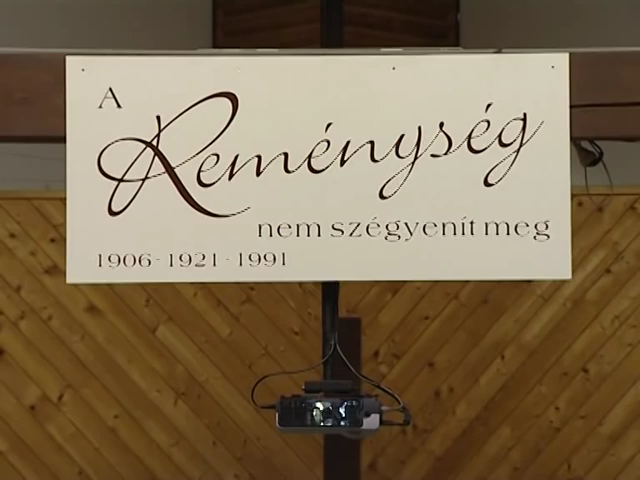 A
Reménység
nem szégyenít meg
1906 - 1921 - 1991